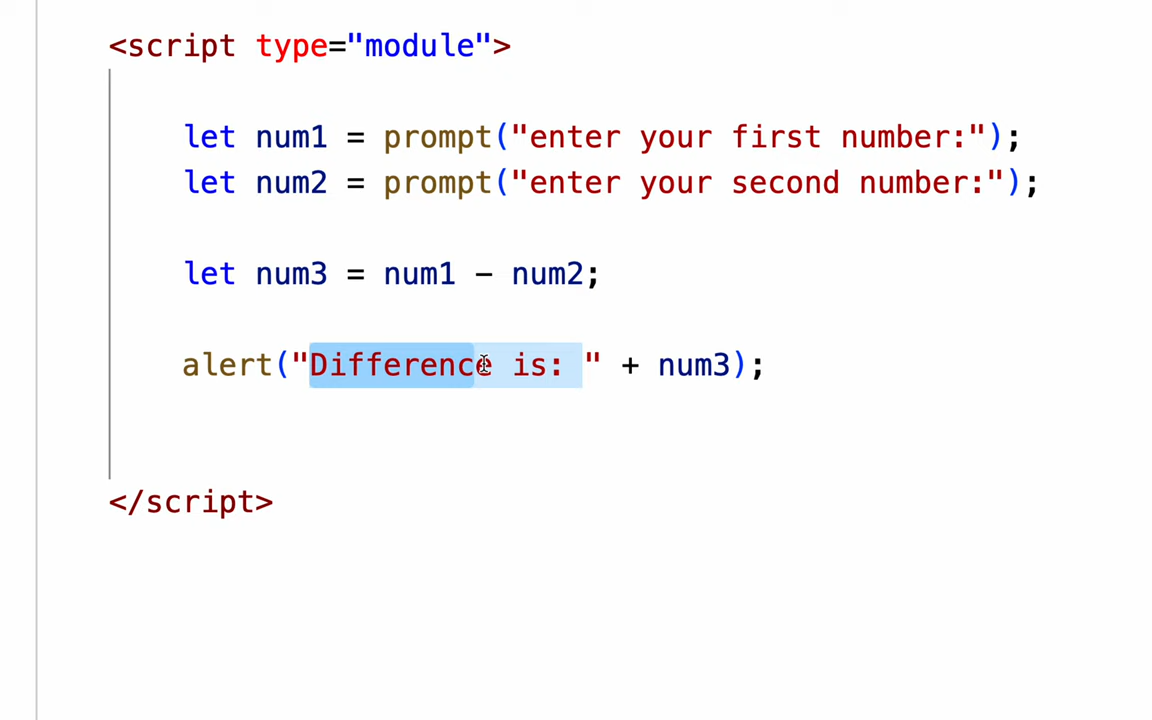 <script type="module">
let num1 = prompt("enter your first number:");
let num2 = prompt("enter your second number:");
let num3 = num1 - num2;
alert("Difference is: " + num3);
</script>